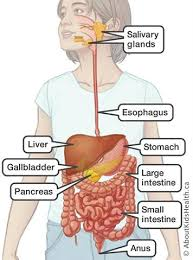 Salivary
glands
Esophagus
Liver
Stomach
Gallbladder
Large
intestine
Pancreas
Small
intestine
Anus
© AboutKidsHealth.ca